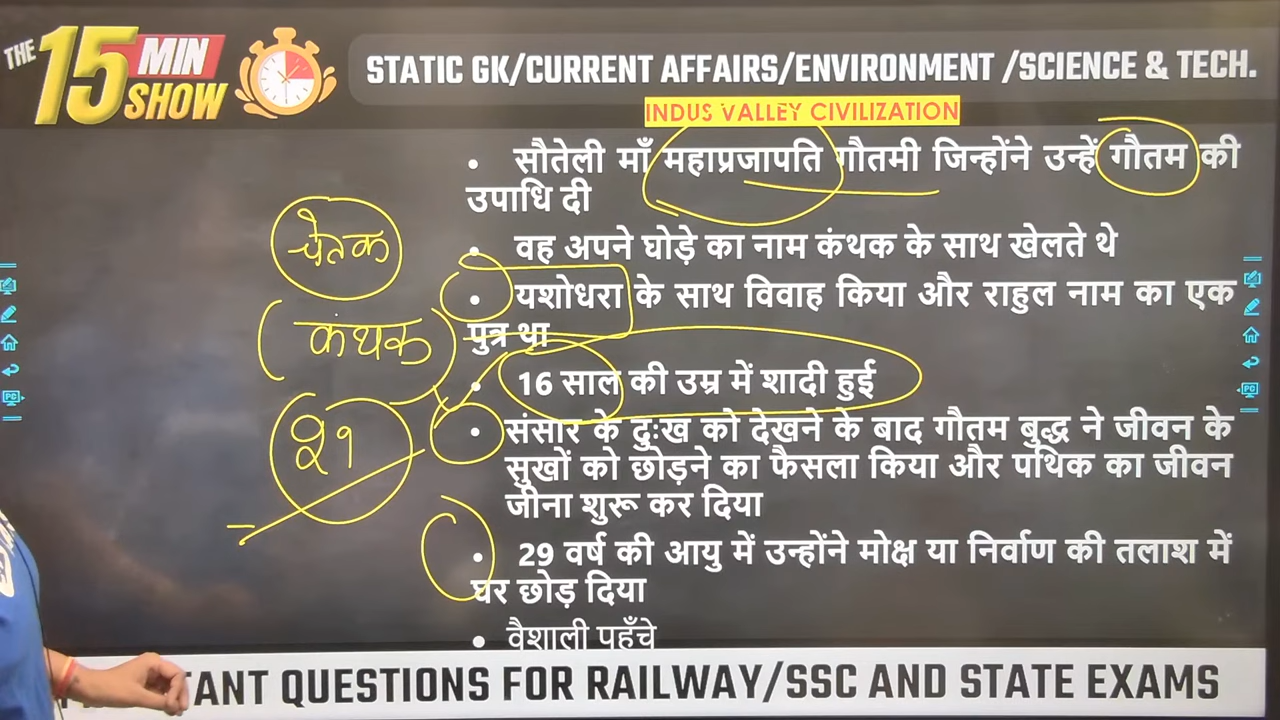 THE 15 MIN SHOW
STATIC GK/CURRENT AFFAIRS/ENVIRONMENT /SCIENCE & TECH.
INDUS VALLEY CIVILIZATION
• सौतेली माँ महाप्रजापति गौतमी जिन्होंने उन्हें गौतम की
उपाधि दी
• वह अपने घोड़े का नाम कंथक के साथ खेलते थे
• यशोधरा के साथ विवाह किया और राहुल नाम का एक
पुत्र था
• 16 साल की उम्र में शादी हुई
• संसार के दुःख को देखने के बाद गौतम बुद्ध ने जीवन के
सुखों को छोड़ने का फैसला किया और पथिक का जीवन
जीना शुरू कर दिया
• 29 वर्ष की आयु में उन्होंने मोक्ष या निर्वाण की तलाश में
घर छोड़ दिया
• वैशाली पहुँचे
चेतक
कंथक
TANT QUESTIONS FOR RAILWAY/SSC AND STATE EXAMS